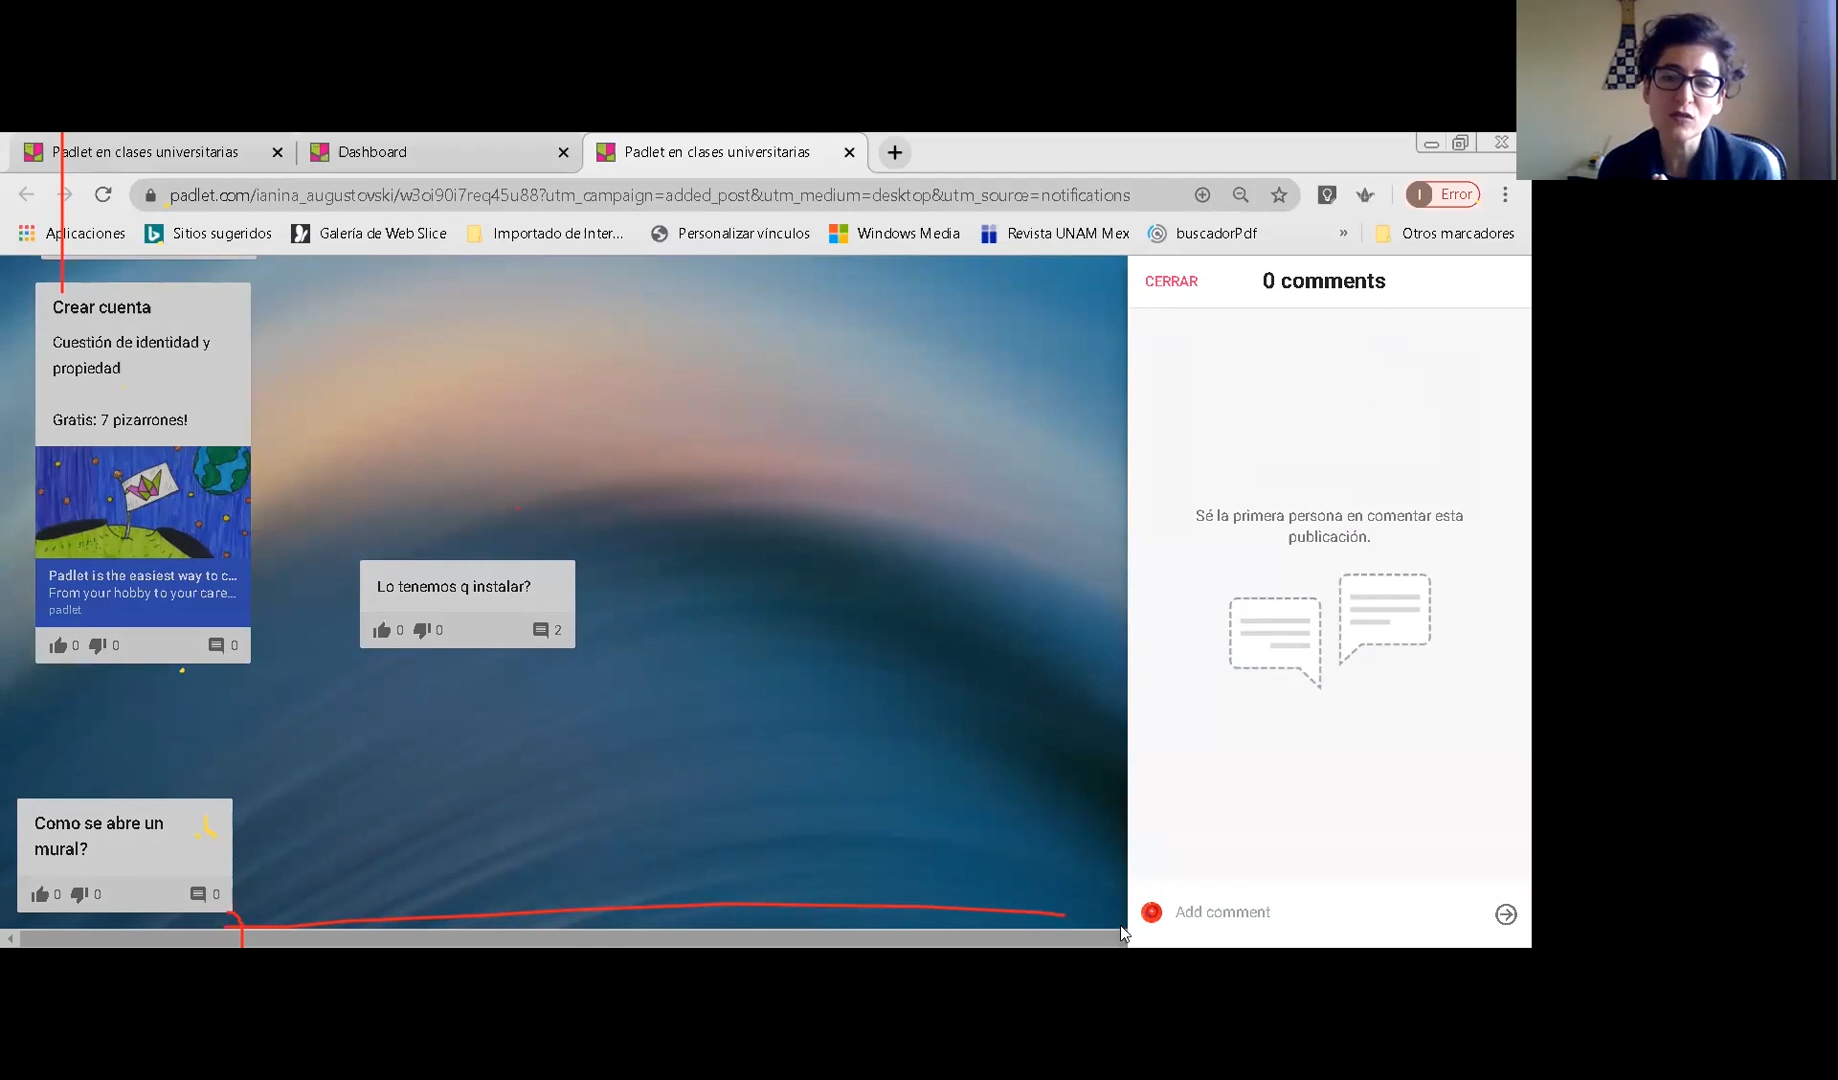 Padlet en clases universitarias
Dashboard
Padlet en clases universitarias
padlet.com/ianina_augustovski/w3oi90i7req45u88?utm_campaign=added_post&utm_medium=desktop&utm_source=notifications
I Error
Aplicaciones
Sitios sugeridos
Galería de Web Slice
Importado de Inter...
Personalizar vínculos
Windows Media
Revista UNAM Mex
buscadorPdf
»
Otros marcadores
Crear cuenta
Cuestión de identidad y
propiedad
Gratis: 7 pizarrones!
Padlet is the easiest way to c...
From your hobby to your care...
padlet
0 0 0
Lo tenemos q instalar?
0 0 2
Como se abre un
mural?
0 0 0
CERRAR
0 comments
Sé la primera persona en comentar esta
publicación.
Add comment